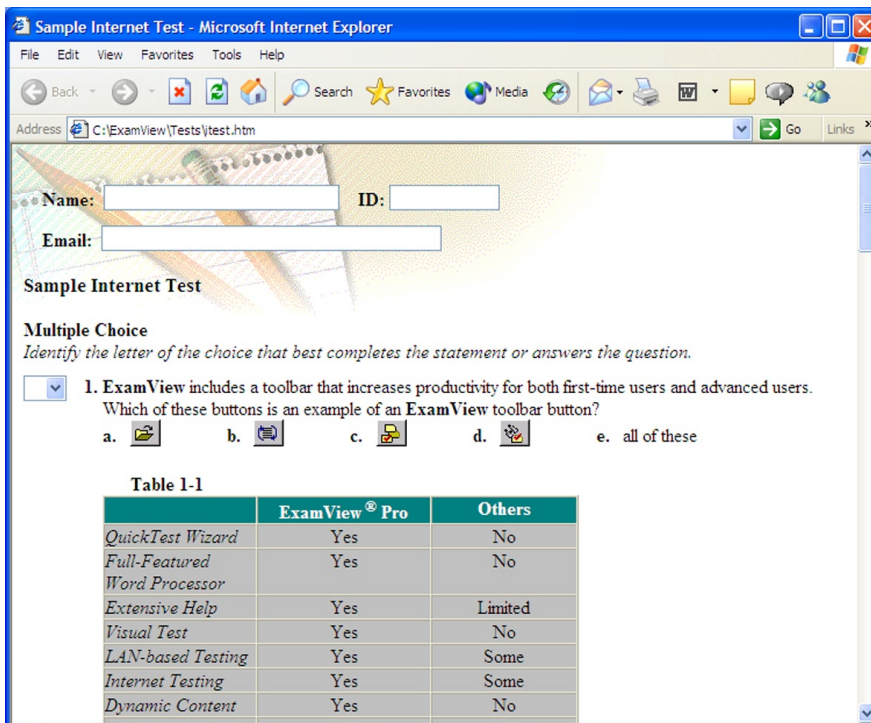 Sample Internet Test - Microsoft Internet Explorer
File Edit View Favorites Tools Help
Back Search Favorites Media W
Address C:\ExamView\Tests\itest.htm Go Links »
Name: ID:
Email:
Sample Internet Test
Multiple Choice
Identify the letter of the choice that best completes the statement or answers the question.
1. ExamView includes a toolbar that increases productivity for both first-time users and advanced users.
Which of these buttons is an example of an ExamView toolbar button?
a. b. c. d. e. all of these
Table 1-1
ExamView® Pro Others
QuickTest Wizard Yes No
Full-Featured Yes No
Word Processor
Extensive Help Yes Limited
Visual Test Yes No
LAN-based Testing Yes Some
Internet Testing Yes Some
Dynamic Content Yes No